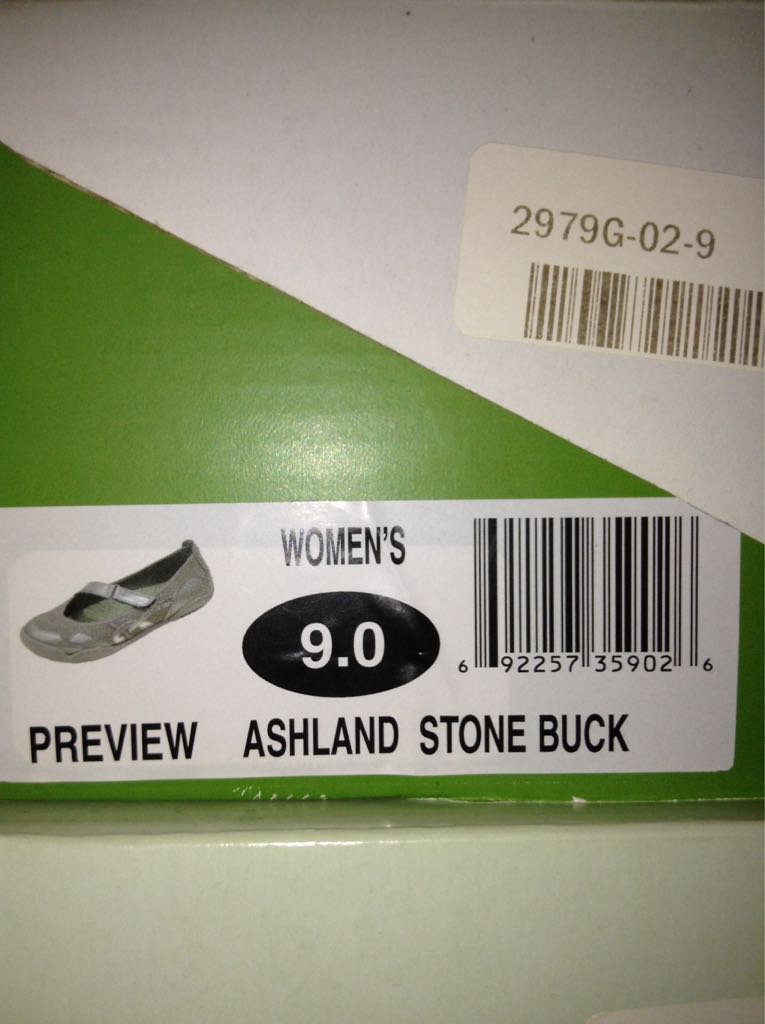 2979G-02-9
WOMEN'S
9.0
6 92257 35902 6
PREVIEW ASHLAND STONE BUCK